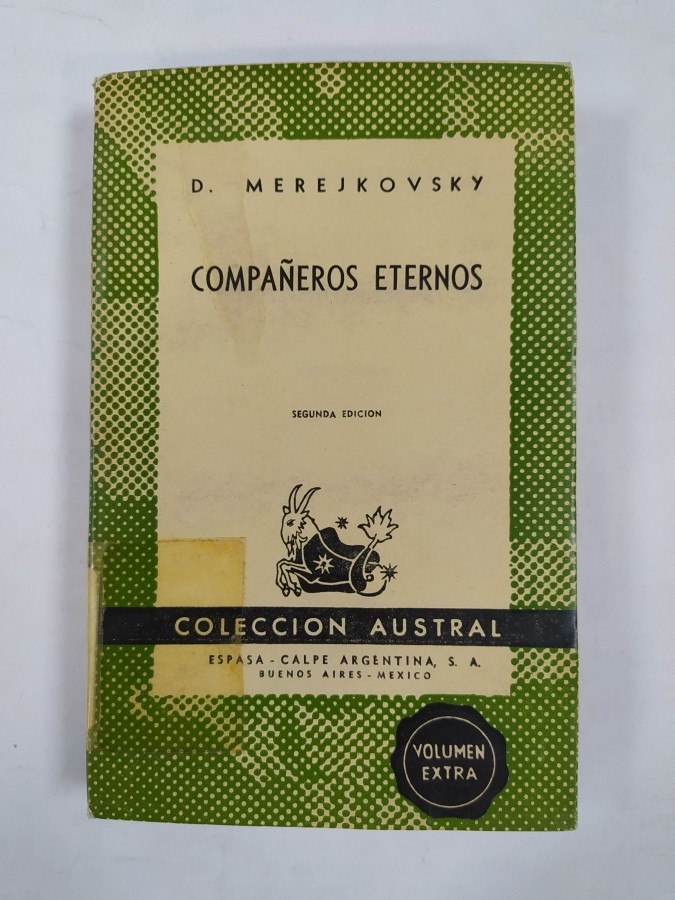 D. MEREJKOVSKY
COMPAÑEROS ETERNOS
SEGUNDA EDICION
COLECCION AUSTRAL
ESPASA - CALPE ARGENTINA, S. A.
BUENOS AIRES - MEXICO
VOLUMEN
EXTRA